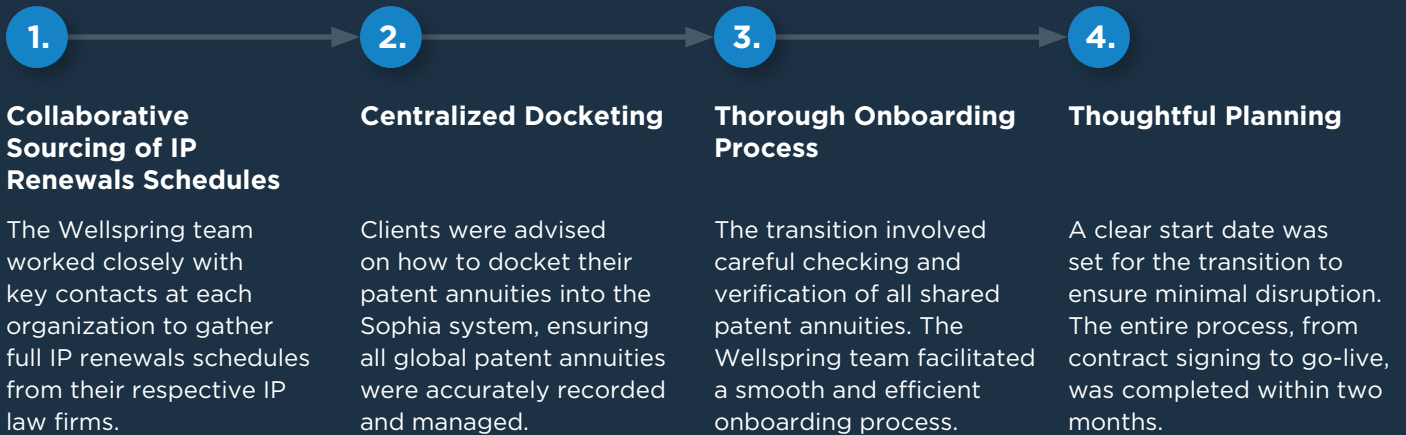 1.
Collaborative
Sourcing of IP
Renewals Schedules
The Wellspring team
worked closely with
key contacts at each
organization to gather
full IP renewals schedules
from their respective IP
law firms.
2.
Centralized Docketing
Clients were advised
on how to docket their
patent annuities into the
Sophia system, ensuring
all global patent annuities
were accurately recorded
and managed.
3.
Thorough Onboarding
Process
The transition involved
careful checking and
verification of all shared
patent annuities. The
Wellspring team facilitated
a smooth and efficient
onboarding process.
4.
Thoughtful Planning
A clear start date was
set for the transition to
ensure minimal disruption.
The entire process, from
contract signing to go-live,
was completed within two
months.